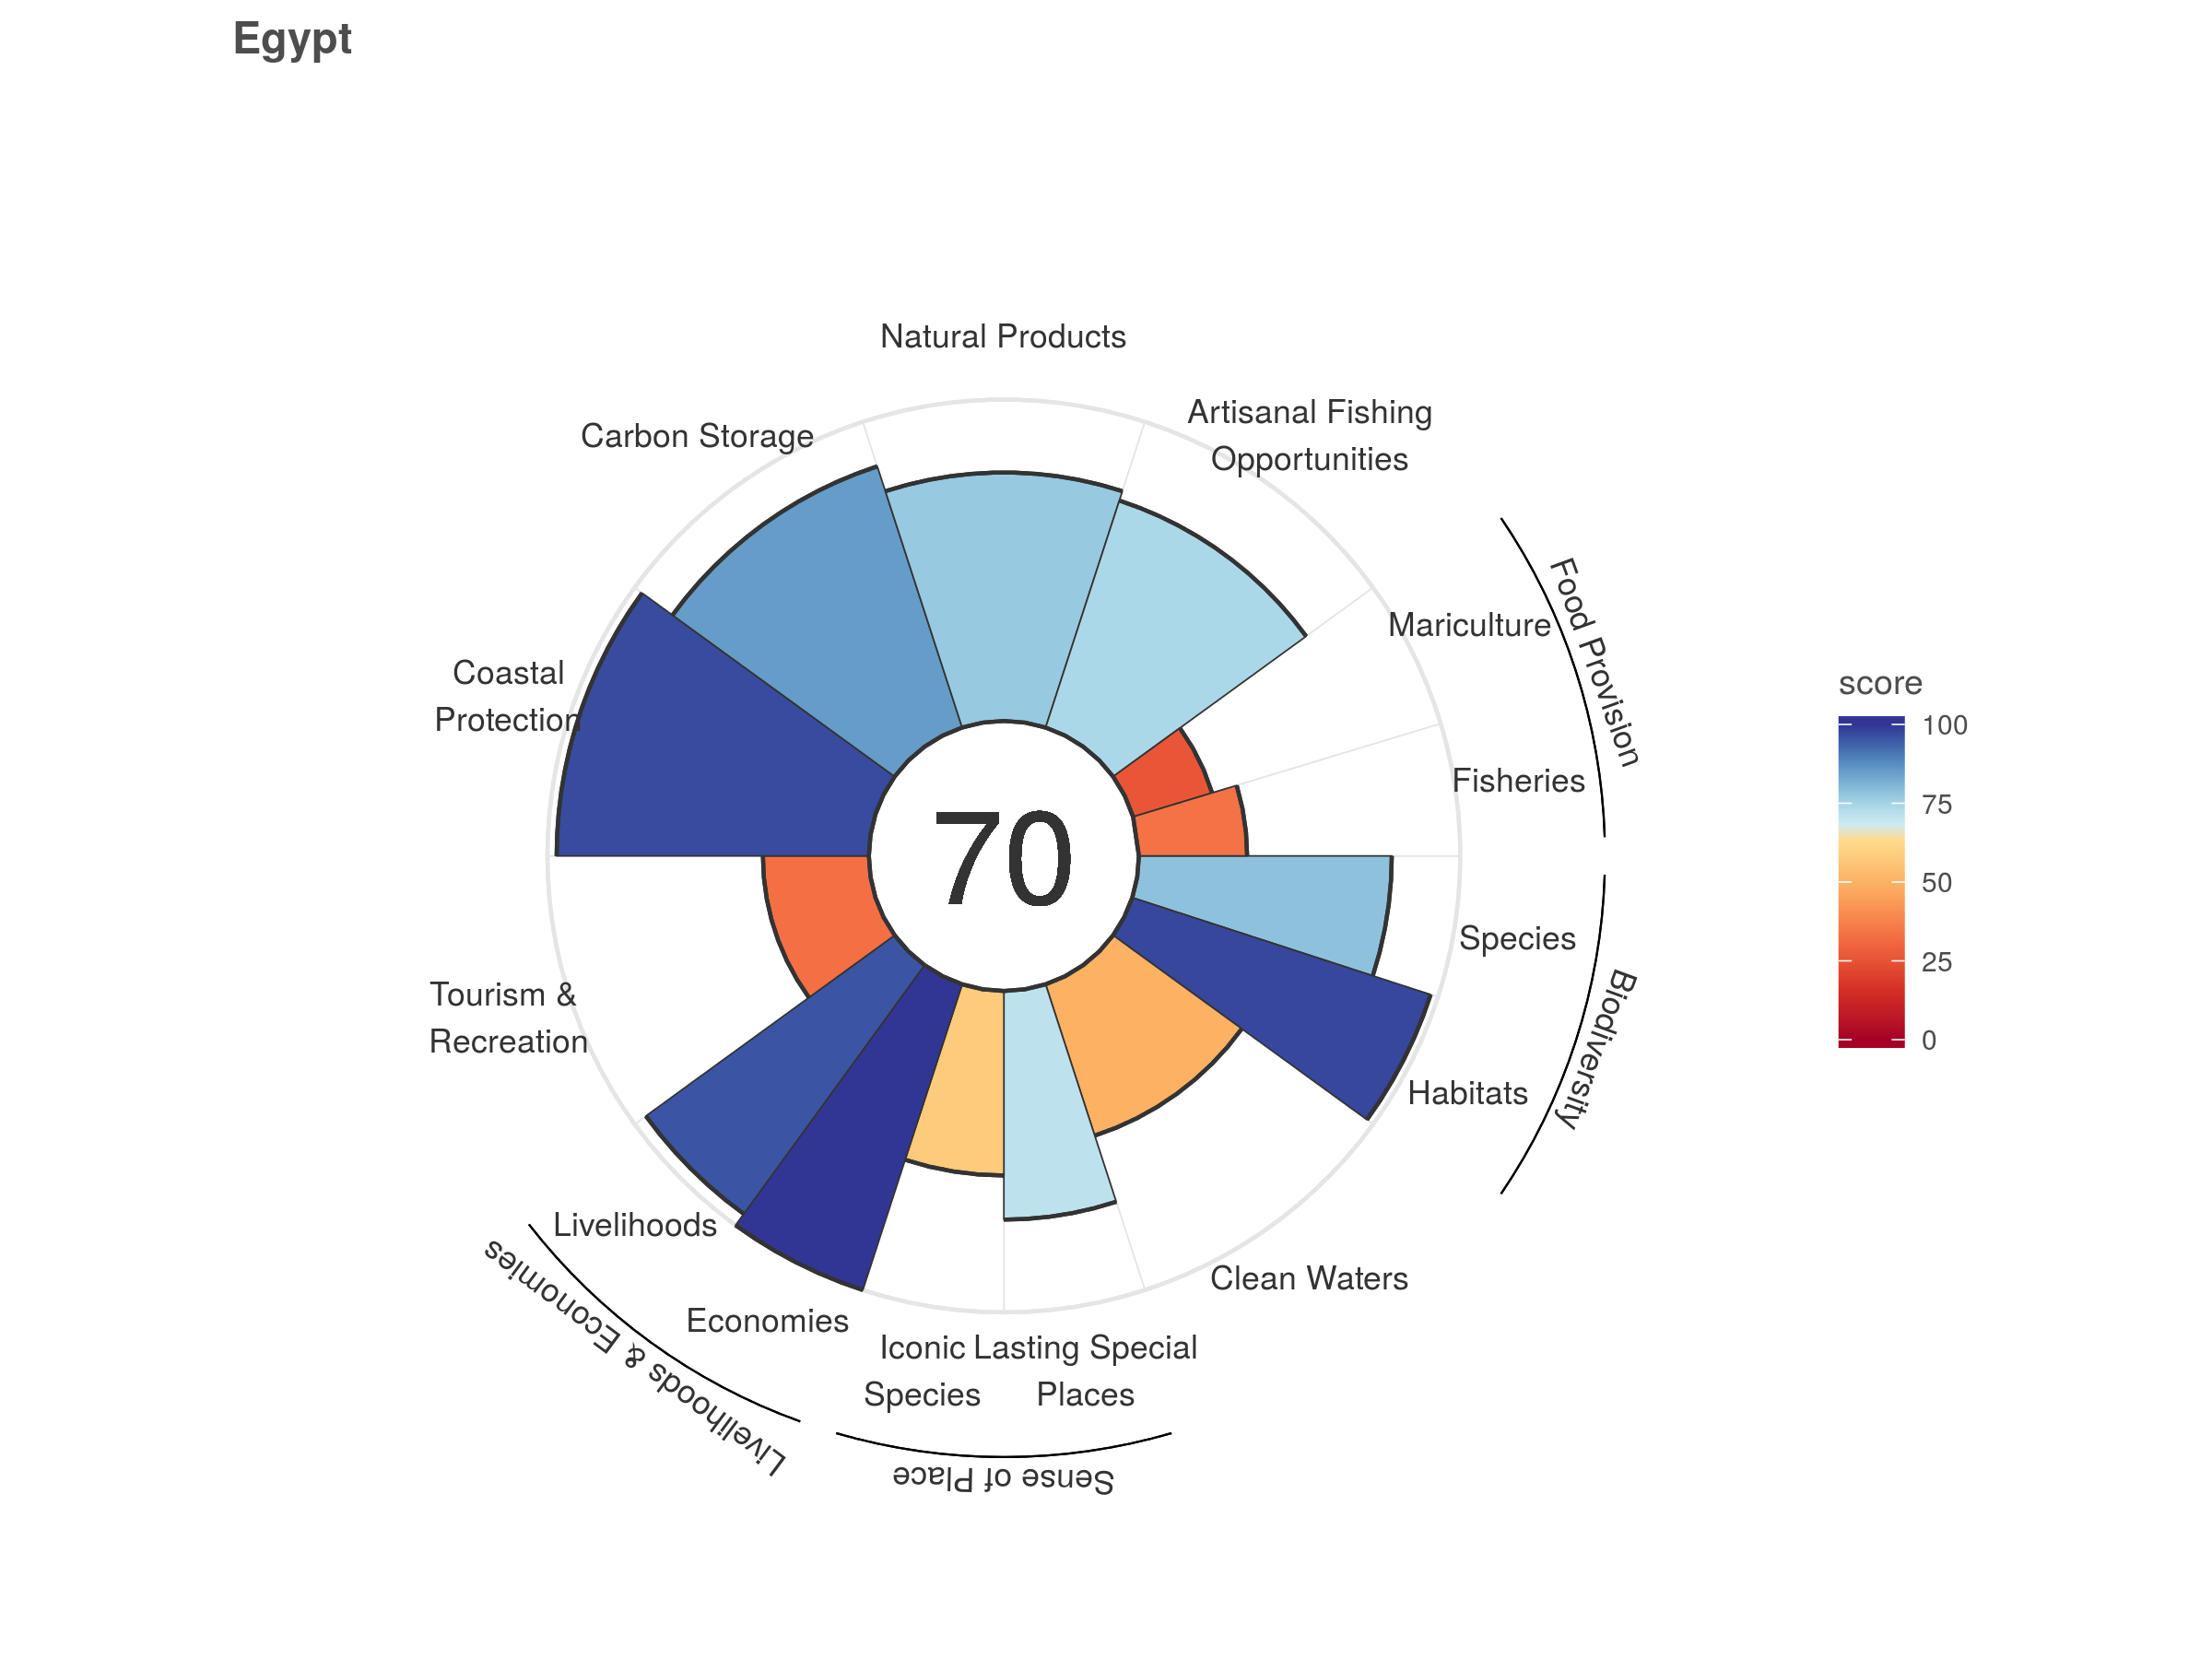 Egypt
Natural Products
Artisanal Fishing
Opportunities
Carbon Storage
Food Provision
Mariculture
Coastal
Protection
Fisheries
70
Species
Biodiversity
Habitats
Tourism &
Recreation
Livelihoods
Livelihoods & Economies
Economies
Clean Waters
Iconic
Species
Lasting Special
Places
Sense of Place
score
100
75
50
25
0